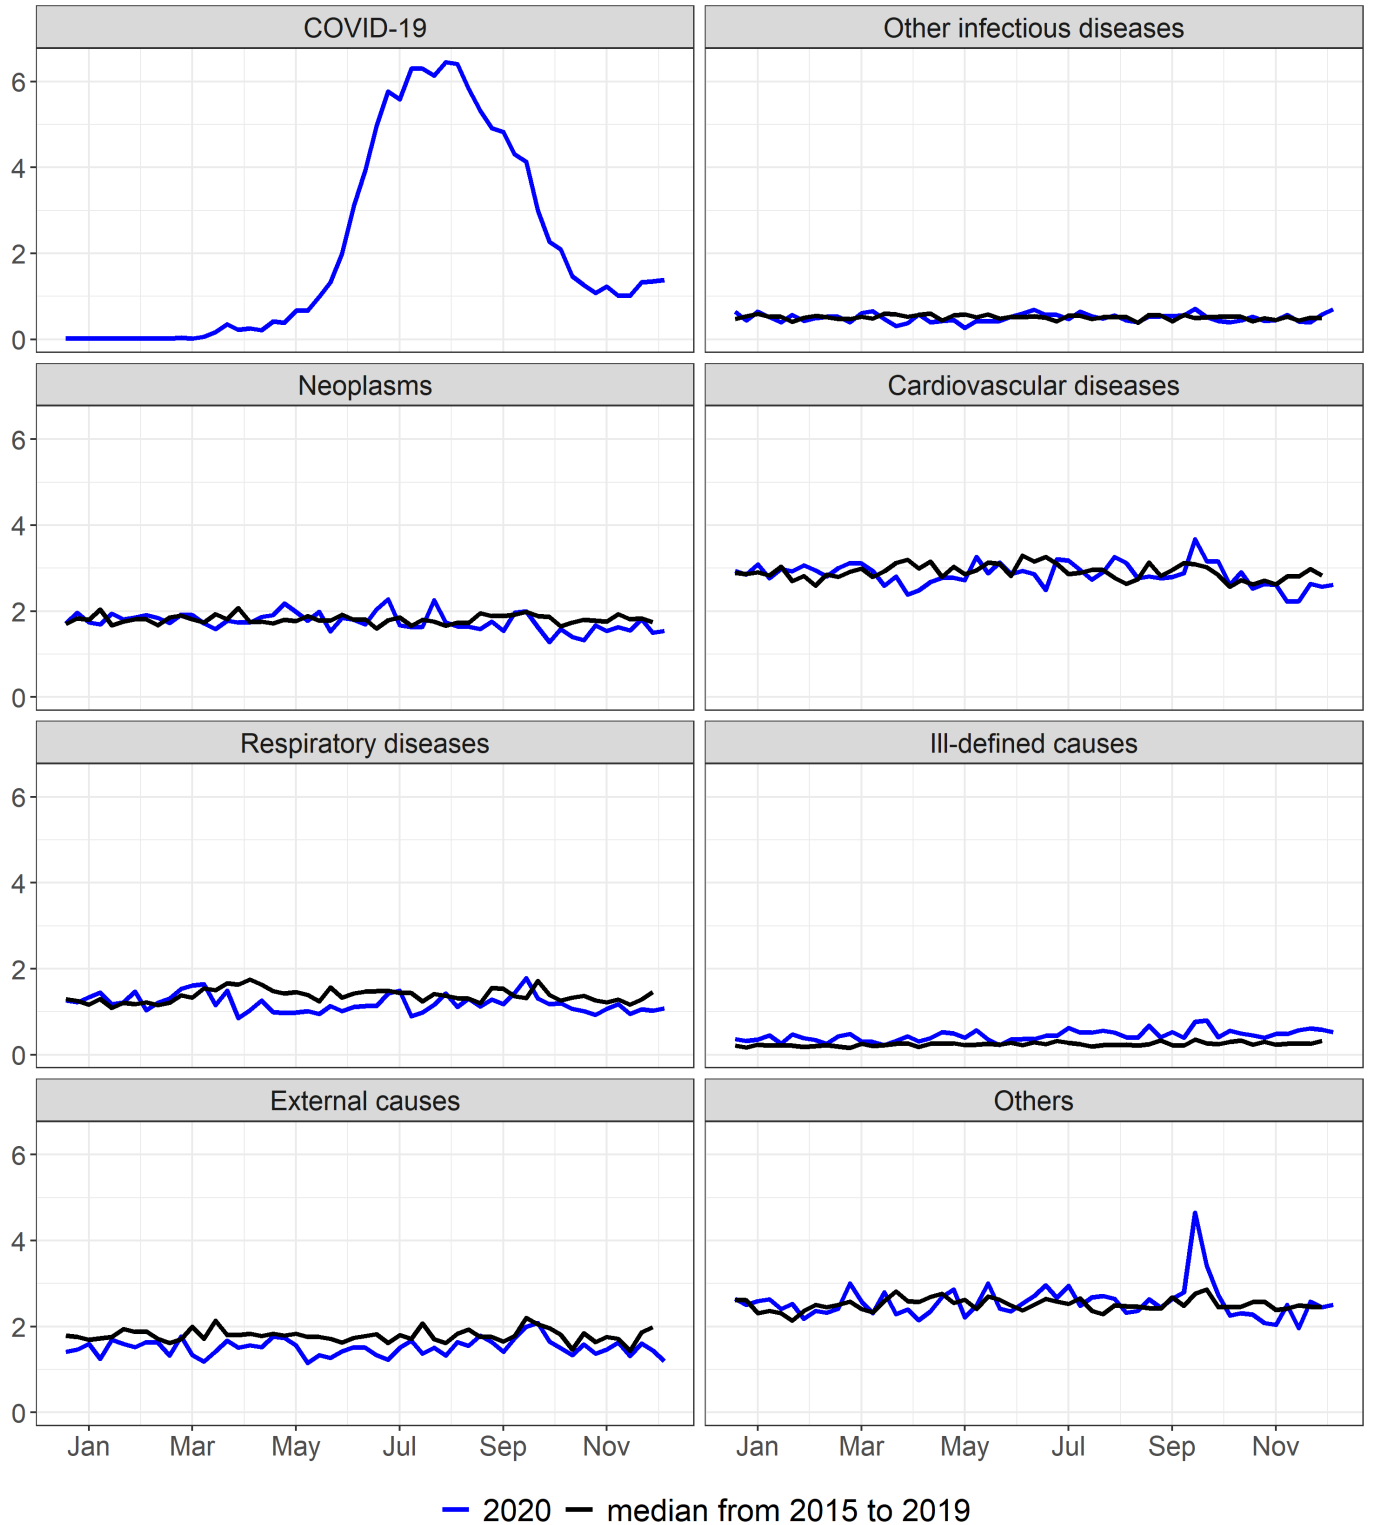 COVID-19
Other infectious diseases
6
4
2
0
Neoplasms
Cardiovascular diseases
6
4
2
0
Respiratory diseases
Ill-defined causes
6
4
2
0
External causes
Others
6
4
2
0
Jan Mar May Jul Sep Nov
Jan Mar May Jul Sep Nov
2020 median from 2015 to 2019